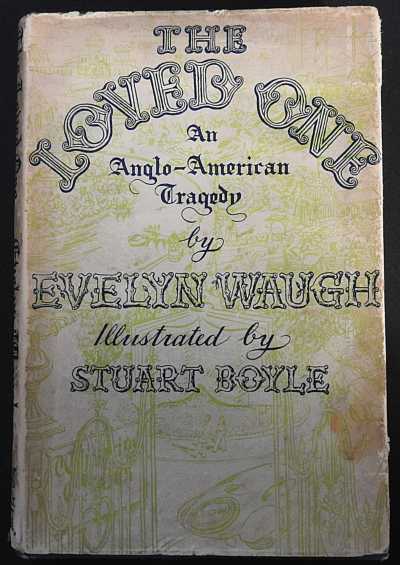 THE
LOVED ONE
An
Anglo-American
Tragedy
by
EVELYN WAUGH
Illustrated by
STUART BOYLE